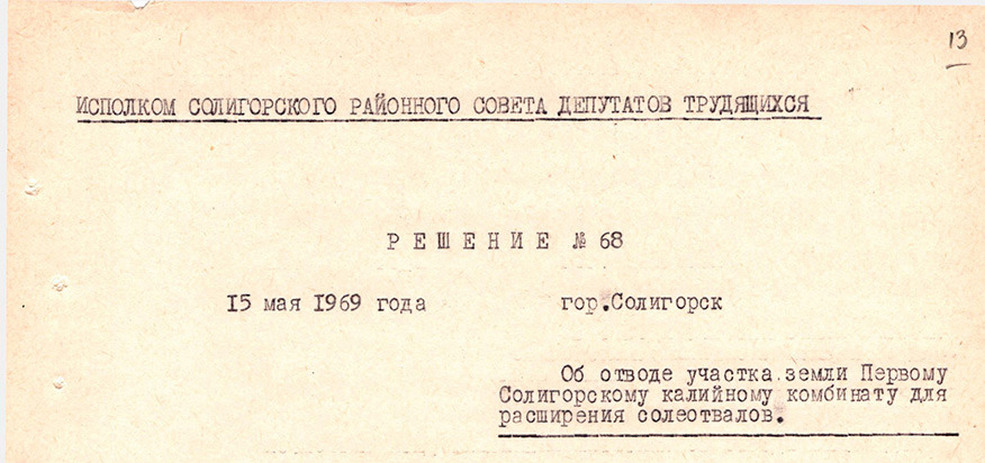 13
ИСПОЛКОМ СОЛИГОРСКОГО РАЙОННОГО СОВЕТА ДЕПУТАТОВ ТРУДЯЩИХСЯ
Р Е Ш Е Н И Е № 68
15 мая 1969 года гор.Солигорск
Об отводе участка земли Первому
Солигорскому калийному комбинату для
расширения солеотвалов.